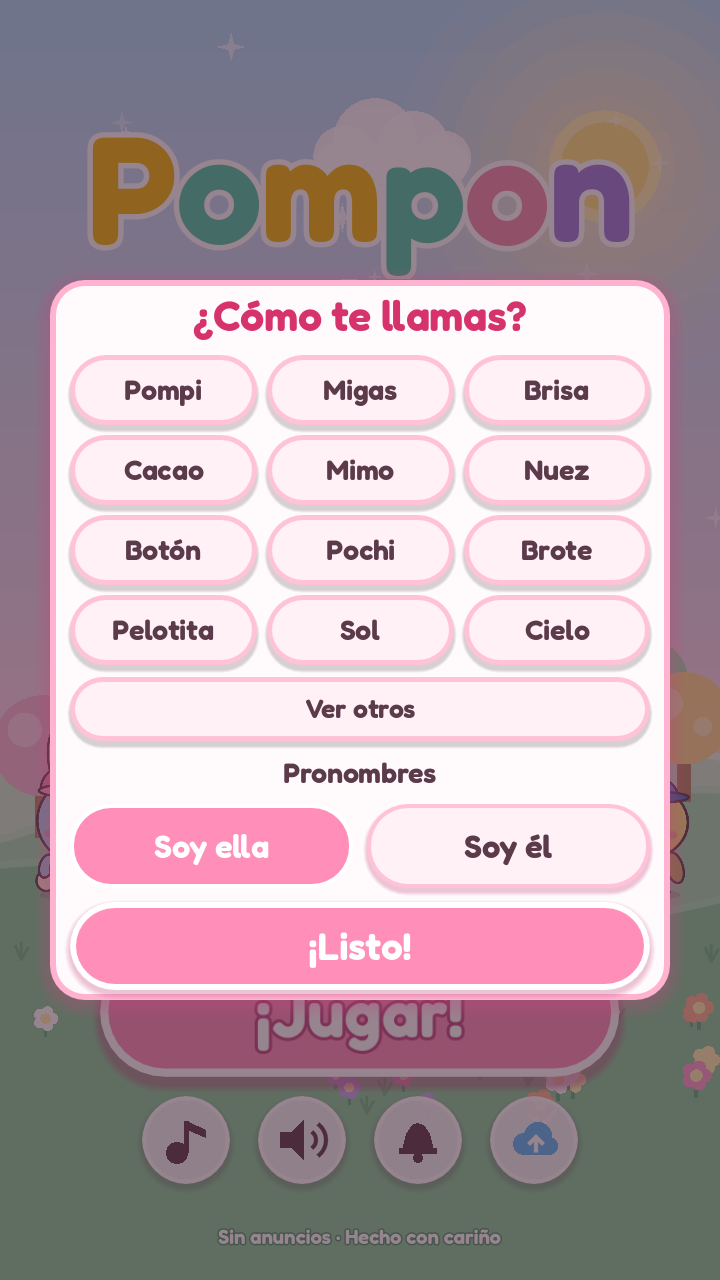 Pompon
¿Cómo te llamas?
Pompi Migas Brisa
Cacao Mimo Nuez
Botón Pochi Brote
Pelotita Sol Cielo
Ver otros
Pronombres
Soy ella Soy él
¡Listo!
¡Jugar!
Sin anuncios · Hecho con cariño